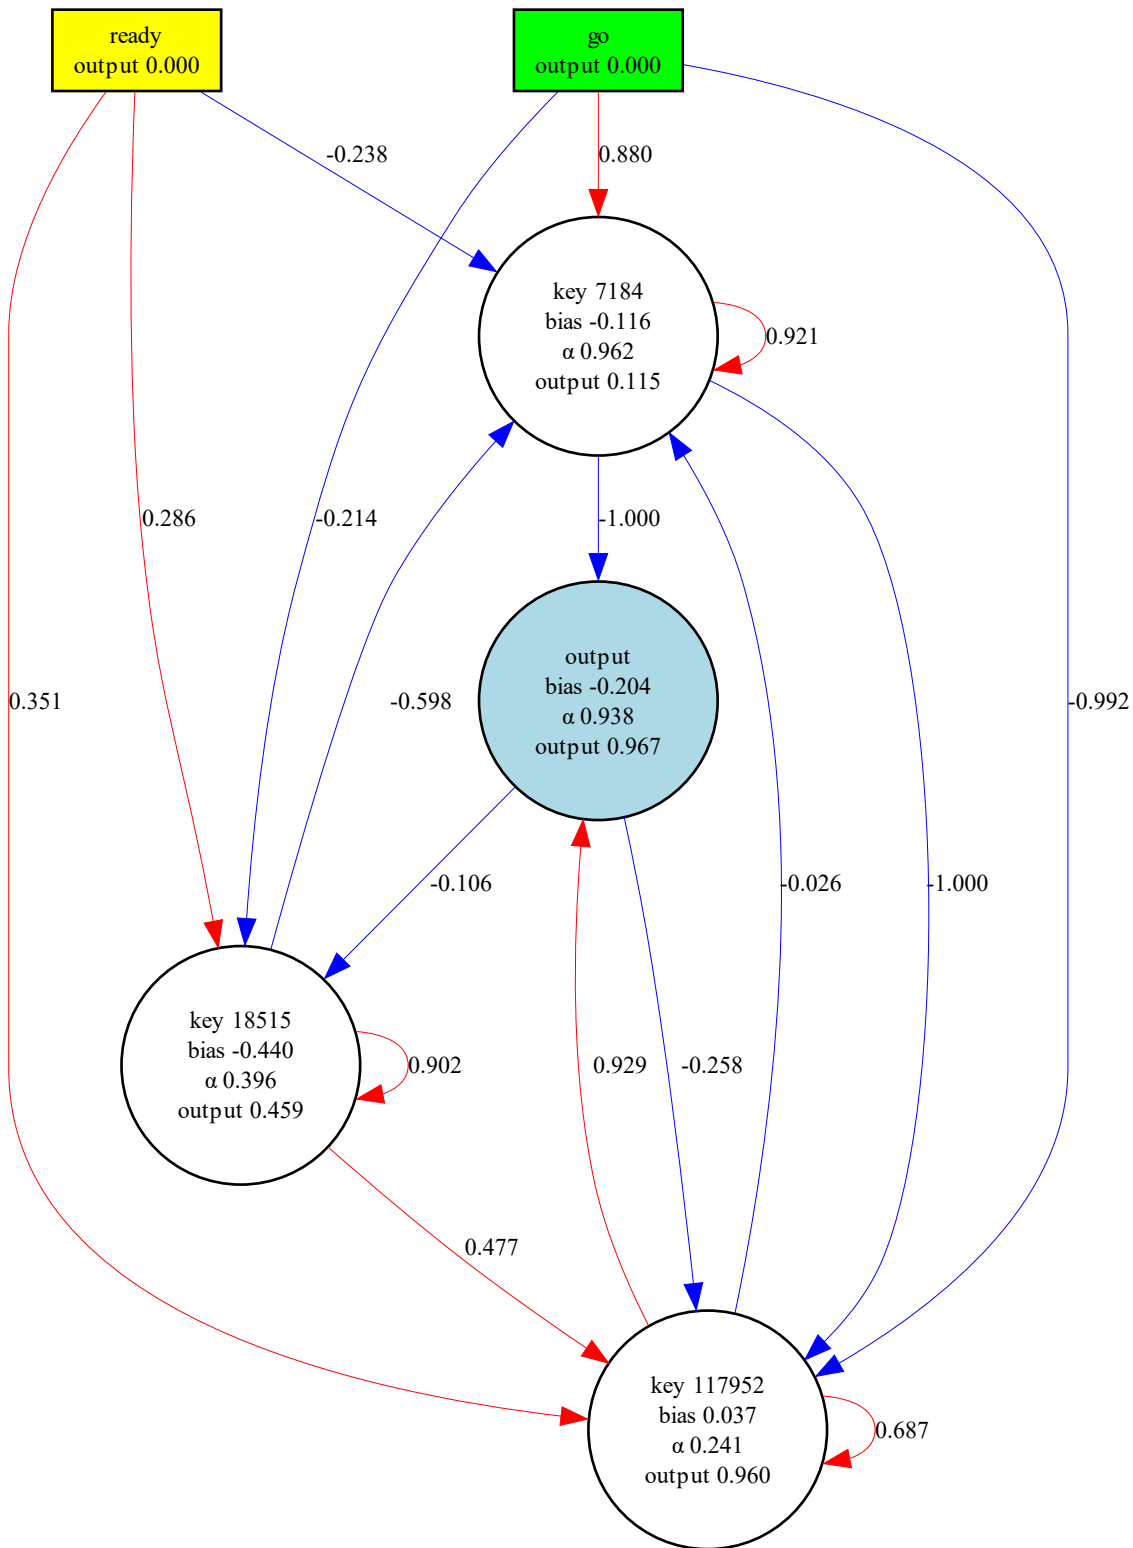 ready
output 0.000
go
output 0.000
-0.238
0.880
key 7184
bias -0.116
α 0.962
output 0.115
0.921
0.286
-0.214
-1.000
output
bias -0.204
α 0.938
output 0.967
0.351
-0.598
-0.992
-0.106
-0.026
-1.000
key 18515
bias -0.440
α 0.396
output 0.459
0.902
0.929
-0.258
0.477
key 117952
bias 0.037
α 0.241
output 0.960
0.687